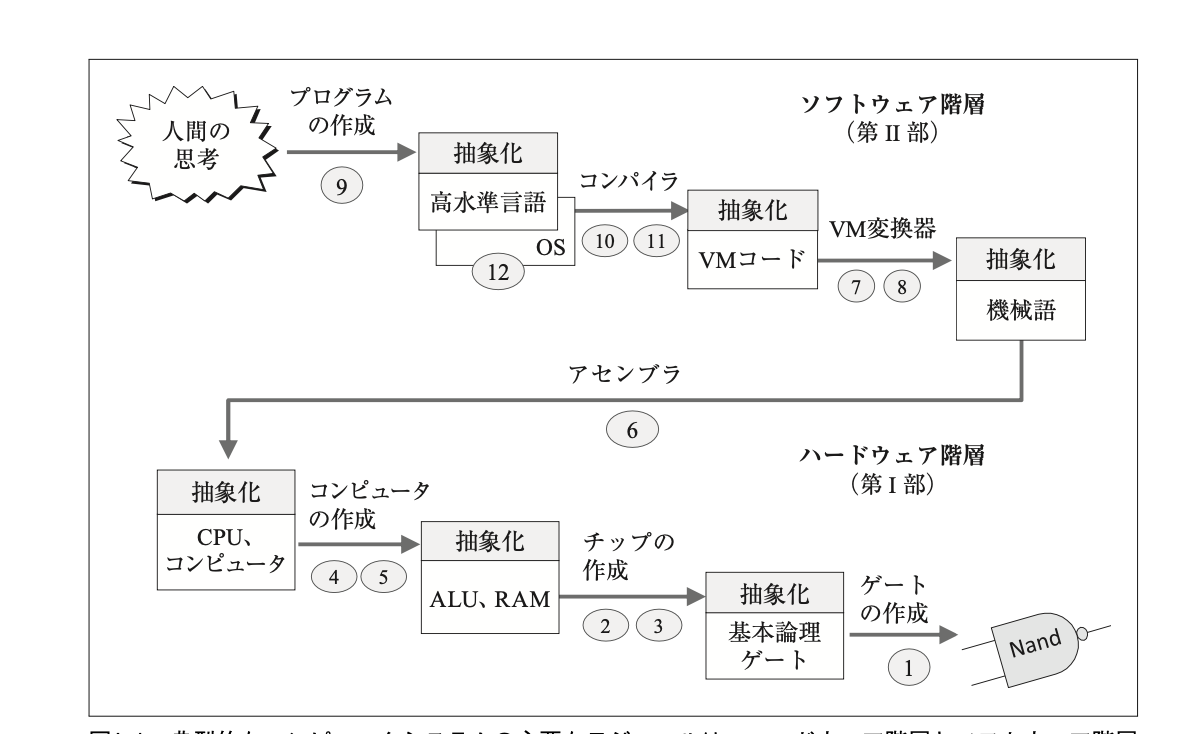 人間の
思考
プログラム
の作成
9
抽象化
高水準言語
OS
12
ソフトウェア階層
(第 II 部)
コンパイラ
10 11
抽象化
VMコード
VM変換器
7 8
抽象化
機械語
アセンブラ
6
ハードウェア階層
(第 I 部)
抽象化
CPU、
コンピュータ
コンピュータ
の作成
4 5
抽象化
ALU、RAM
チップの
作成
2 3
抽象化
基本論理
ゲート
ゲート
の作成
1
Nand